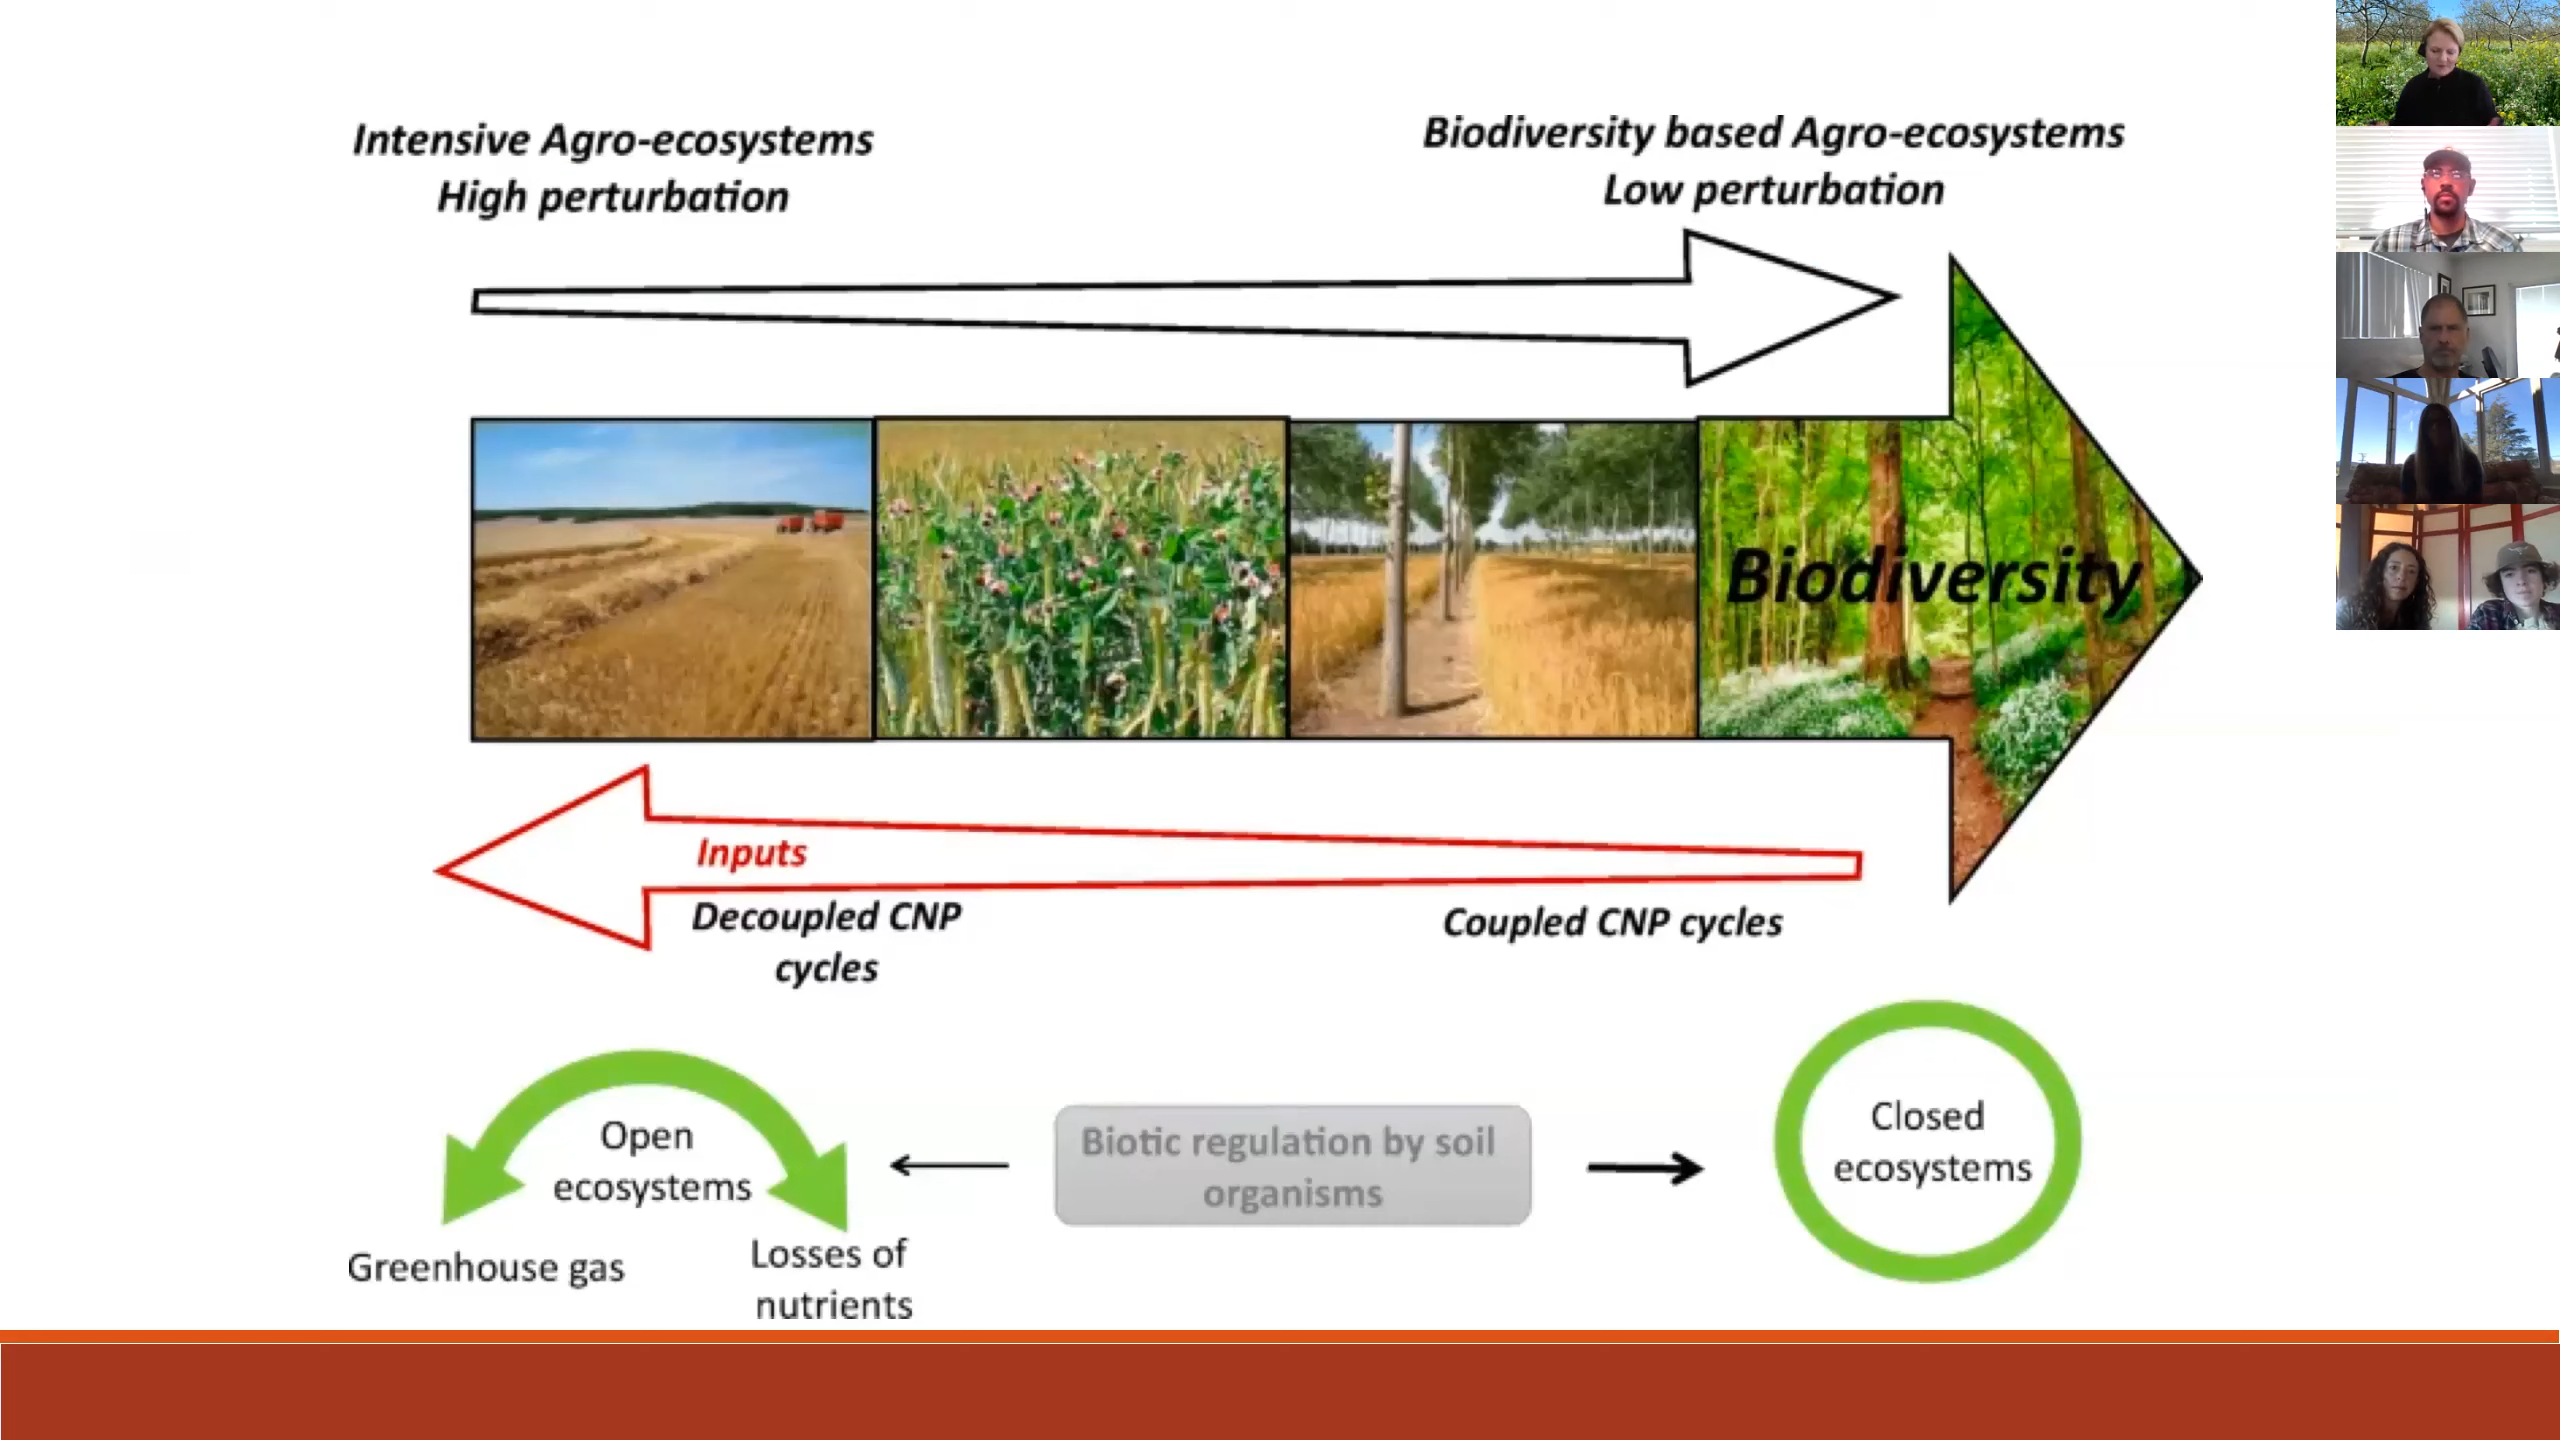 Intensive Agro-ecosystems
High perturbation
Biodiversity based Agro-ecosystems
Low perturbation
Biodiversity
Inputs
Decoupled CNP
cycles
Coupled CNP cycles
Open
ecosystems
Greenhouse gas
Losses of
nutrients
Biotic regulation by soil
organisms
Closed
ecosystems